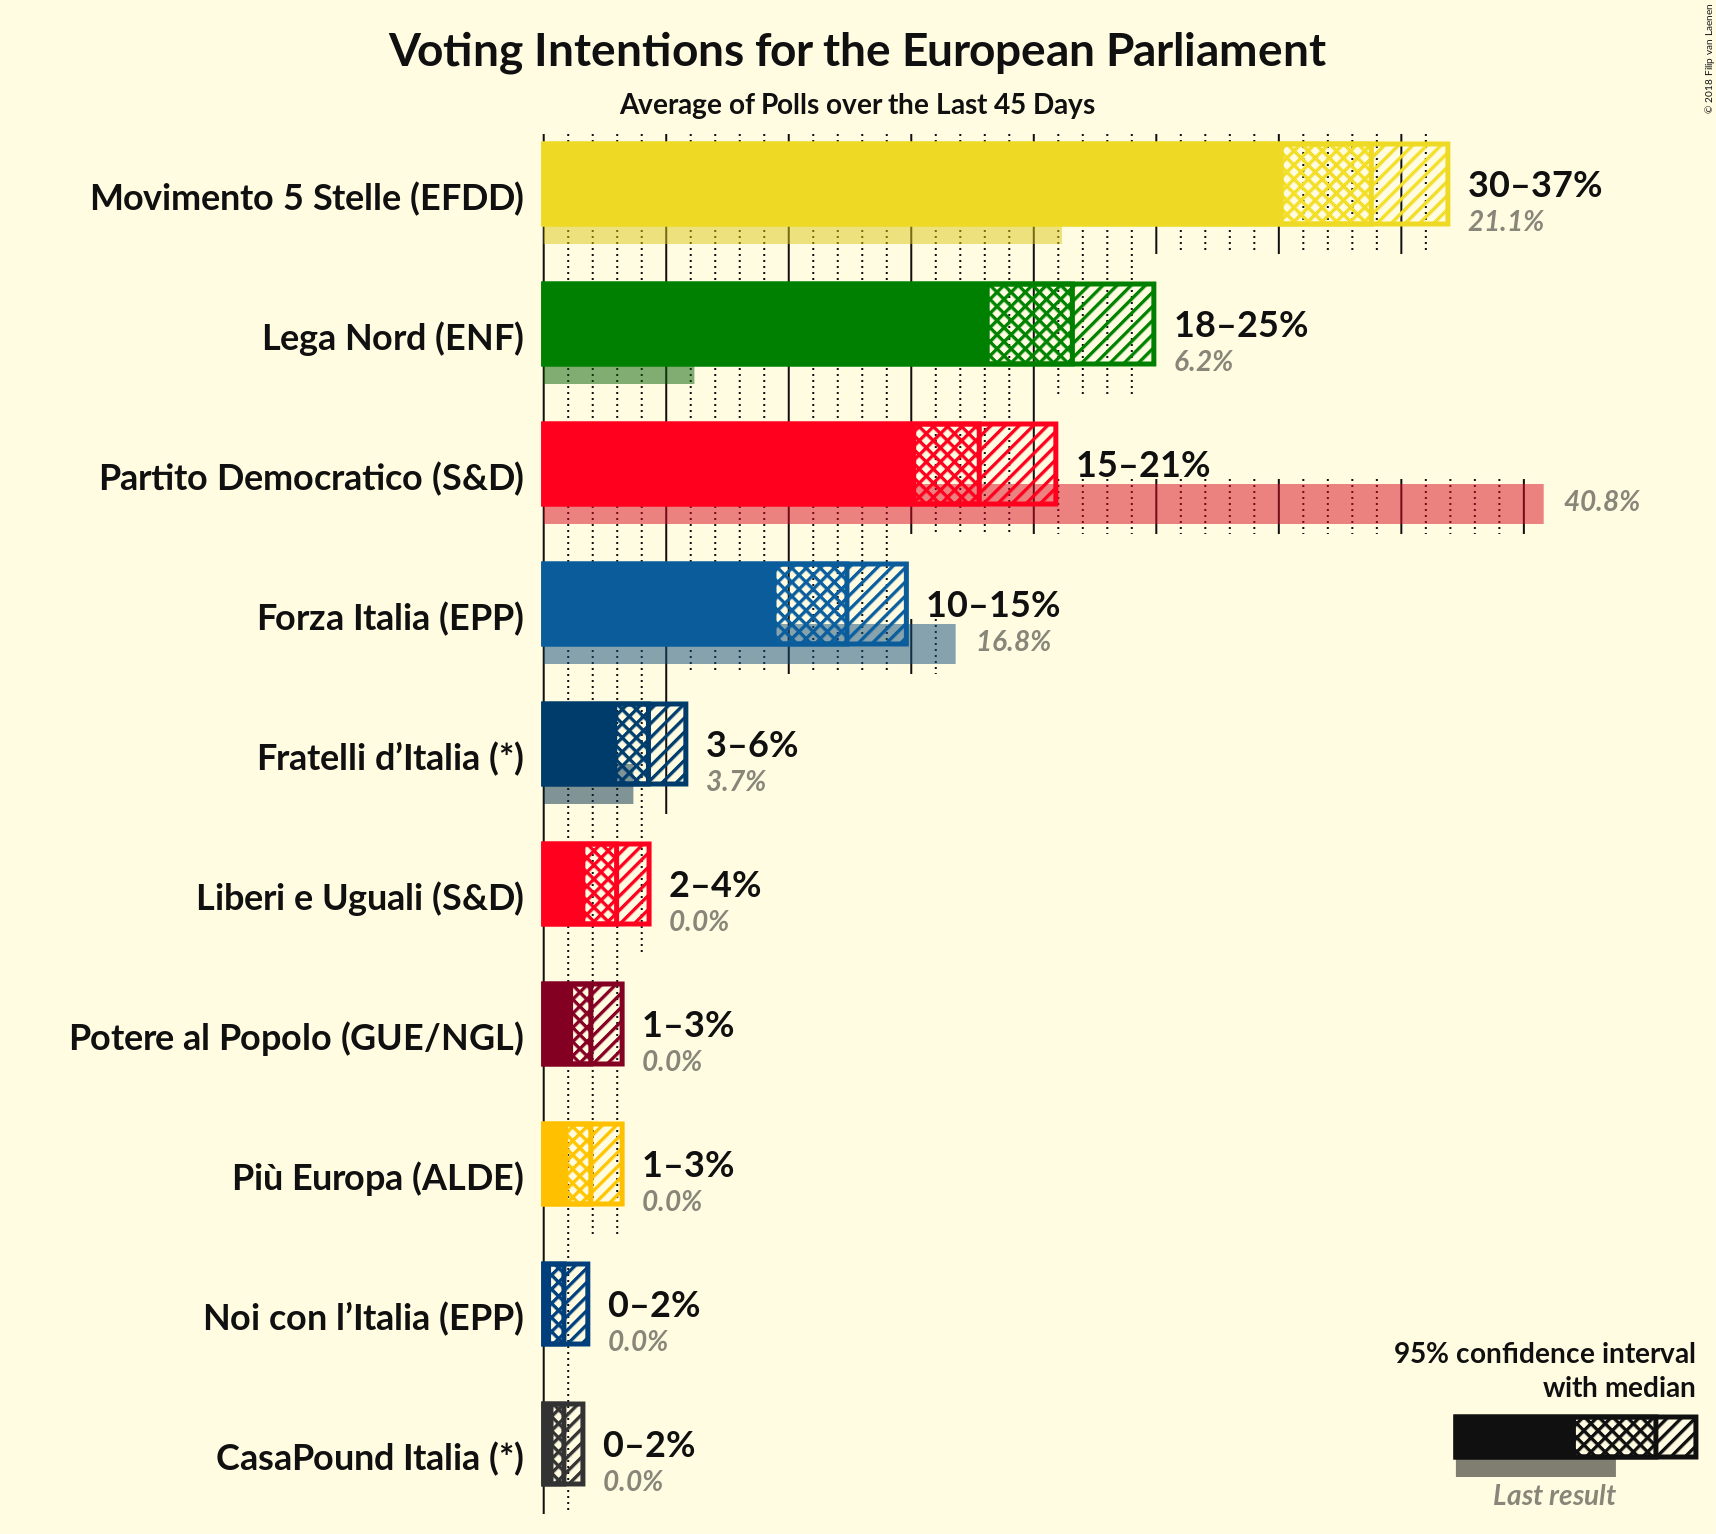 Voting Intentions for the European Parliament
Average of Polls over the Last 45 Days
© 2018 Filip van Laenen
Movimento 5 Stelle (EFDD)
30–37%
21.1%
Lega Nord (ENF)
18–25%
6.2%
Partito Democratico (S&D)
15–21%
40.8%
Forza Italia (EPP)
10–15%
16.8%
Fratelli d’Italia (*)
3–6%
3.7%
Liberi e Uguali (S&D)
2–4%
0.0%
Potere al Popolo (GUE/NGL)
1–3%
0.0%
Più Europa (ALDE)
1–3%
0.0%
Noi con l’Italia (EPP)
0–2%
0.0%
CasaPound Italia (*)
0–2%
0.0%
95% confidence interval
with median
Last result